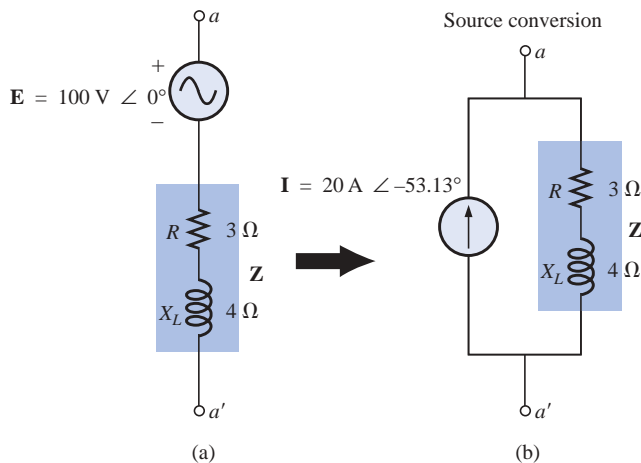 a
+
E = 100 V ∠ 0°
–
R
3 Ω
Z
X_L
4 Ω
a′
(a)
Source conversion
a
I = 20 A ∠–53.13°
R
3 Ω
Z
X_L
4 Ω
a′
(b)